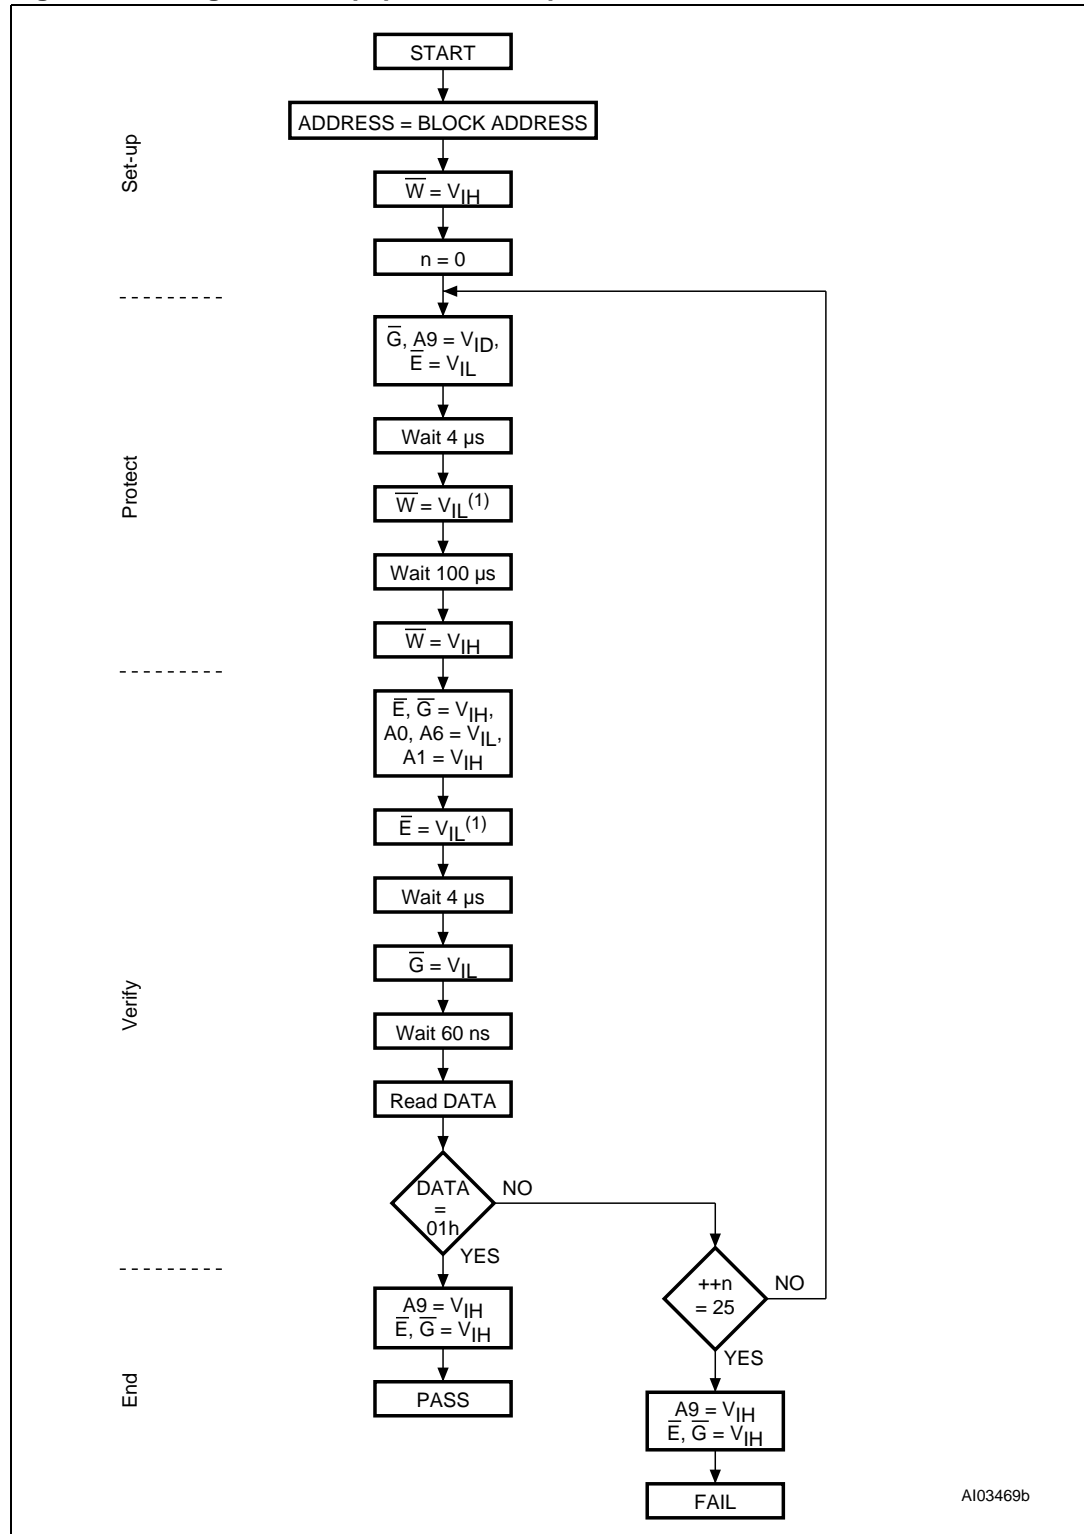 START
ADDRESS = BLOCK ADDRESS
Set-up
W̅ = VIH
n = 0
G̅, A9 = VID,
E̅ = VIL
Wait 4 µs
Protect
W̅ = VIL(1)
Wait 100 µs
W̅ = VIH
E̅, G̅ = VIH,
A0, A6 = VIL,
A1 = VIH
E̅ = VIL(1)
Wait 4 µs
G̅ = VIL
Verify
Wait 60 ns
Read DATA
DATA
=
01h
NO
YES
++n
= 25
NO
YES
A9 = VIH
E̅, G̅ = VIH
End
PASS
A9 = VIH
E̅, G̅ = VIH
FAIL
AI03469b